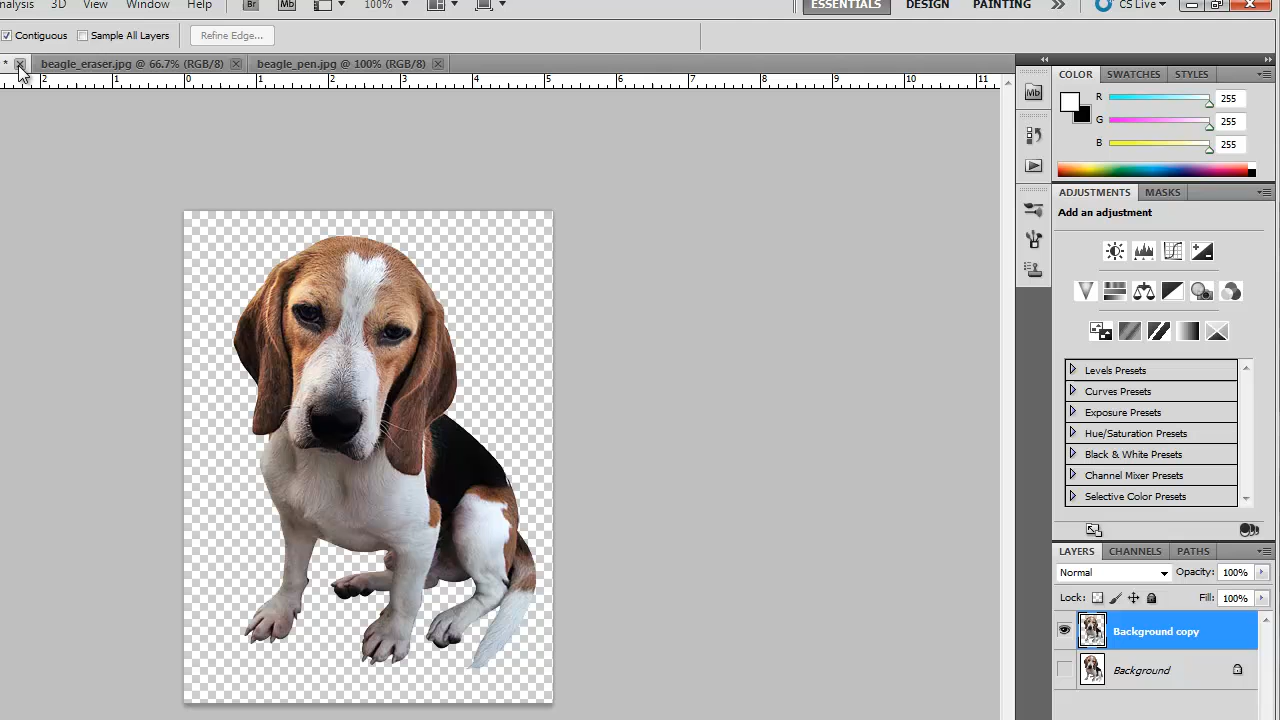 nalysis 3D View Window Help Br Mb 100% ESSENTIALS DESIGN PAINTING CS Live
Contiguous Sample All Layers Refine Edge...
* beagle_eraser.jpg @ 66.7% (RGB/8) beagle_pen.jpg @ 100% (RGB/8)
2 1 0 1 2 3 4 5 6 7 8 9 10 11
COLOR SWATCHES STYLES
Mb
R 255
G 255
B 255
ADJUSTMENTS MASKS
Add an adjustment
Levels Presets
Curves Presets
Exposure Presets
Hue/Saturation Presets
Black & White Presets
Channel Mixer Presets
Selective Color Presets
LAYERS CHANNELS PATHS
Normal Opacity: 100%
Lock: Fill: 100%
Background copy
Background